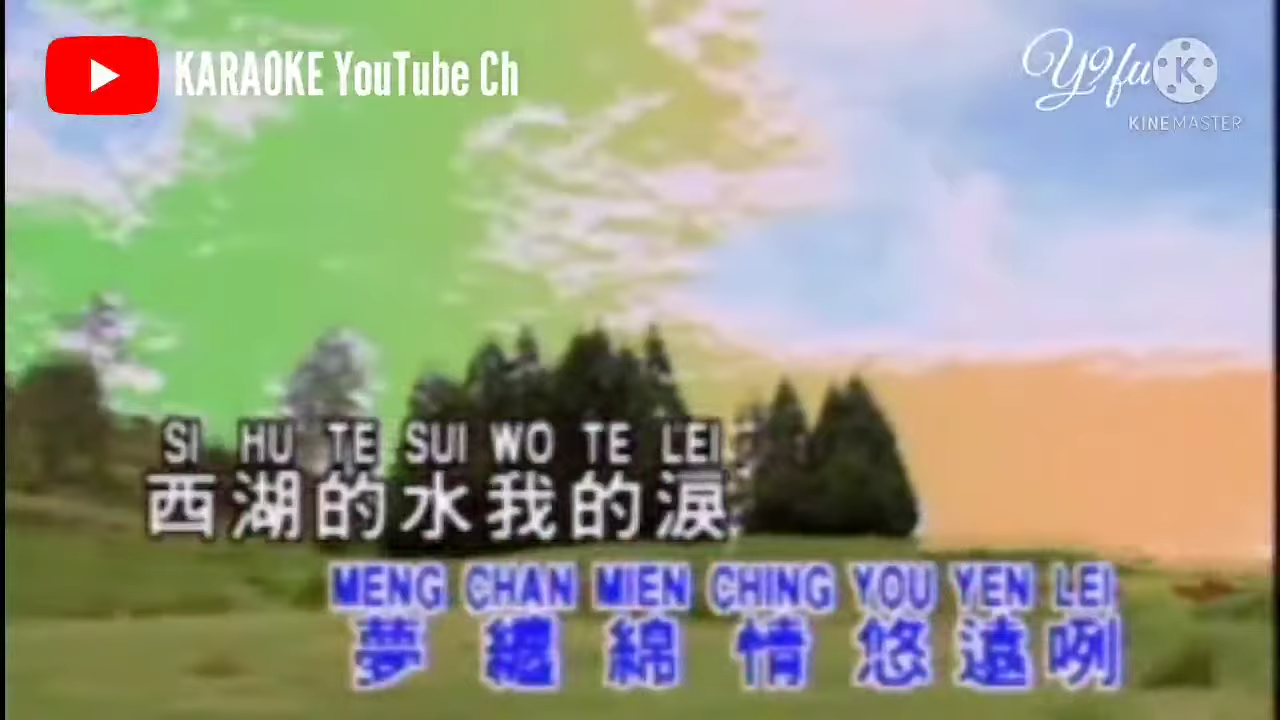 KARAOKE YouTube Ch
Y2fu
KINEMASTER
SI HU TE SUI WO TE LEI
西湖的水我的淚
MENG CHAN MIEN CHING YOU YEN LEI
夢纏綿情悠遠咧